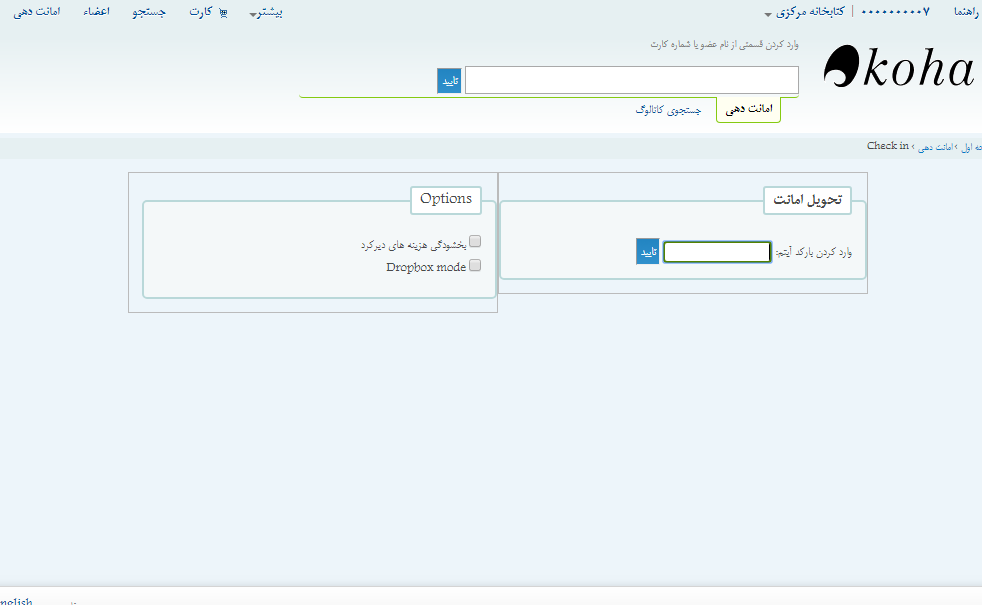 راهنما ۰۰۰۰۰۰۰۰۰۷ | کتابخانه مرکزی بیشتر کارت جستجو اعضاء امانت دهی
koha
وارد کردن قسمتی از نام عضو یا شماره کارت
تایید
امانت دهی جستجوی کاتالوگ
اول › امانت دهی › Check in
تحویل امانت
وارد کردن بارکد آیتم: تایید
Options
بخشودگی هزینه های دیرکرد
Dropbox mode
nglish